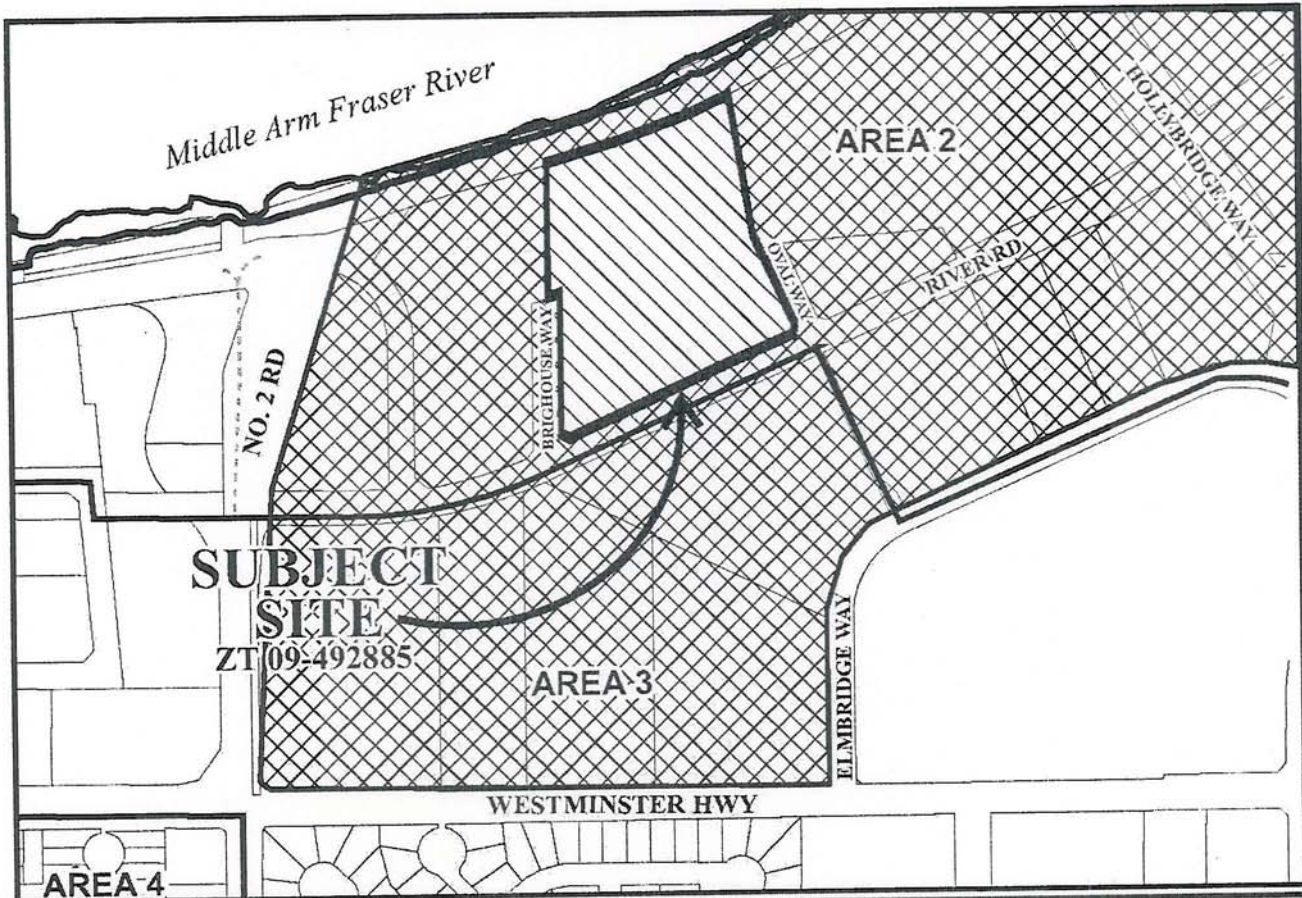 Middle Arm Fraser River
HOLLYBRIDGE WAY
AREA 2
OVAL WAY
RIVER RD
BRIGHOUSE WAY
NO. 2 RD
SUBJECT
SITE
ZT 09-492885
AREA 3
ELMBRIDGE WAY
WESTMINSTER HWY
AREA 4